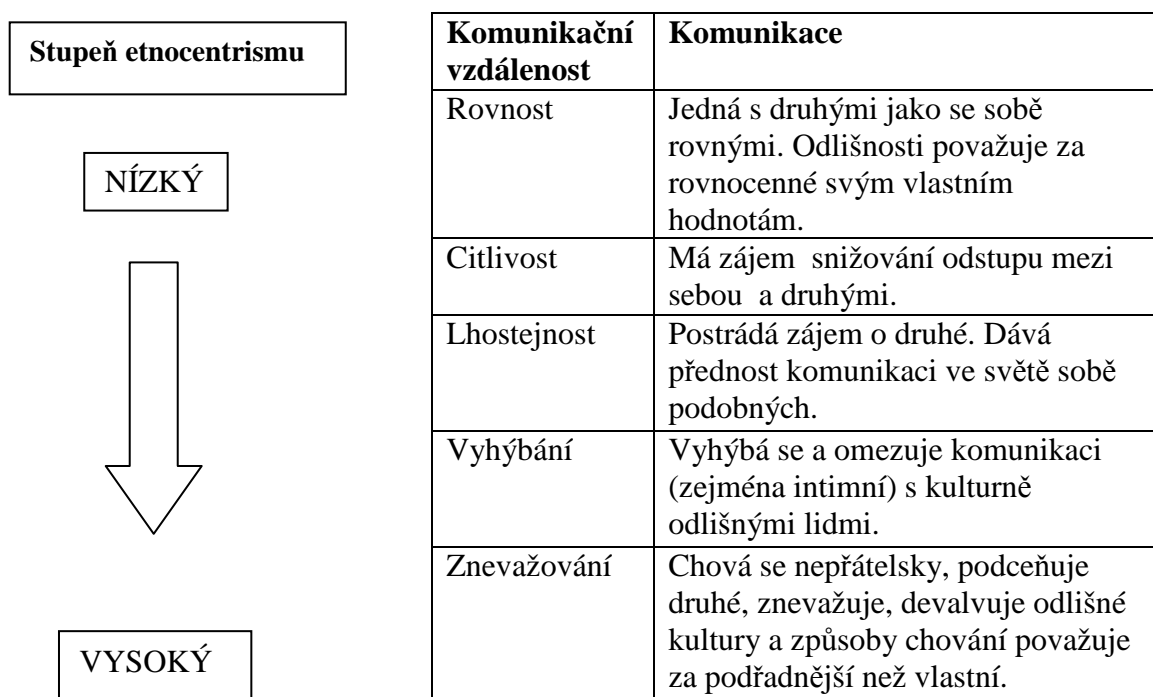 Stupeň etnocentrismu
NÍZKÝ
VYSOKÝ
Komunikační
vzdálenost
Komunikace
Rovnost
Jedná s druhými jako se sobě
rovnými. Odlišnosti považuje za
rovnocenné svým vlastním
hodnotám.
Citlivost
Má zájem  snižování odstupu mezi
sebou  a druhými.
Lhostejnost
Postrádá zájem o druhé. Dává
přednost komunikaci ve světě sobě
podobných.
Vyhýbání
Vyhýbá se a omezuje komunikaci
(zejména intimní) s kulturně
odlišnými lidmi.
Znevažování
Chová se nepřátelsky, podceňuje
druhé, znevažuje, devalvuje odlišné
kultury a způsoby chování považuje
za podřadnější než vlastní.